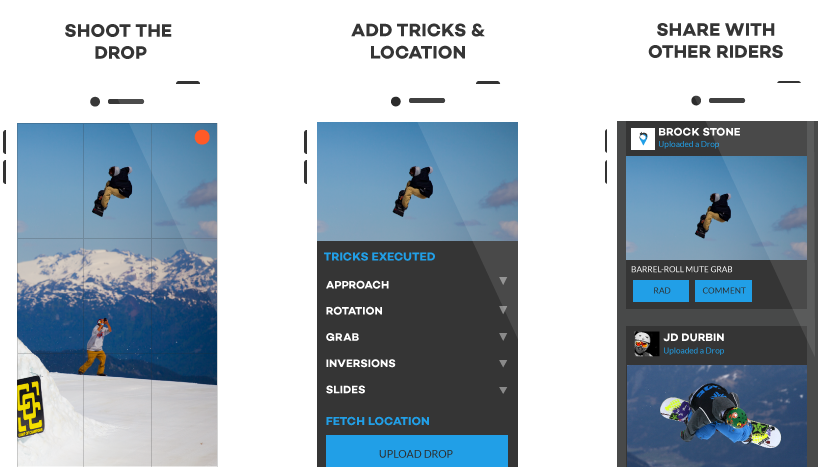 SHOOT THE
DROP
ADD TRICKS &
LOCATION
TRICKS EXECUTED
APPROACH
ROTATION
GRAB
INVERSIONS
SLIDES
FETCH LOCATION
UPLOAD DROP
SHARE WITH
OTHER RIDERS
BROCK STONE
Uploaded a Drop
BARREL-ROLL MUTE GRAB
RAD
COMMENT
JD DURBIN
Uploaded a Drop